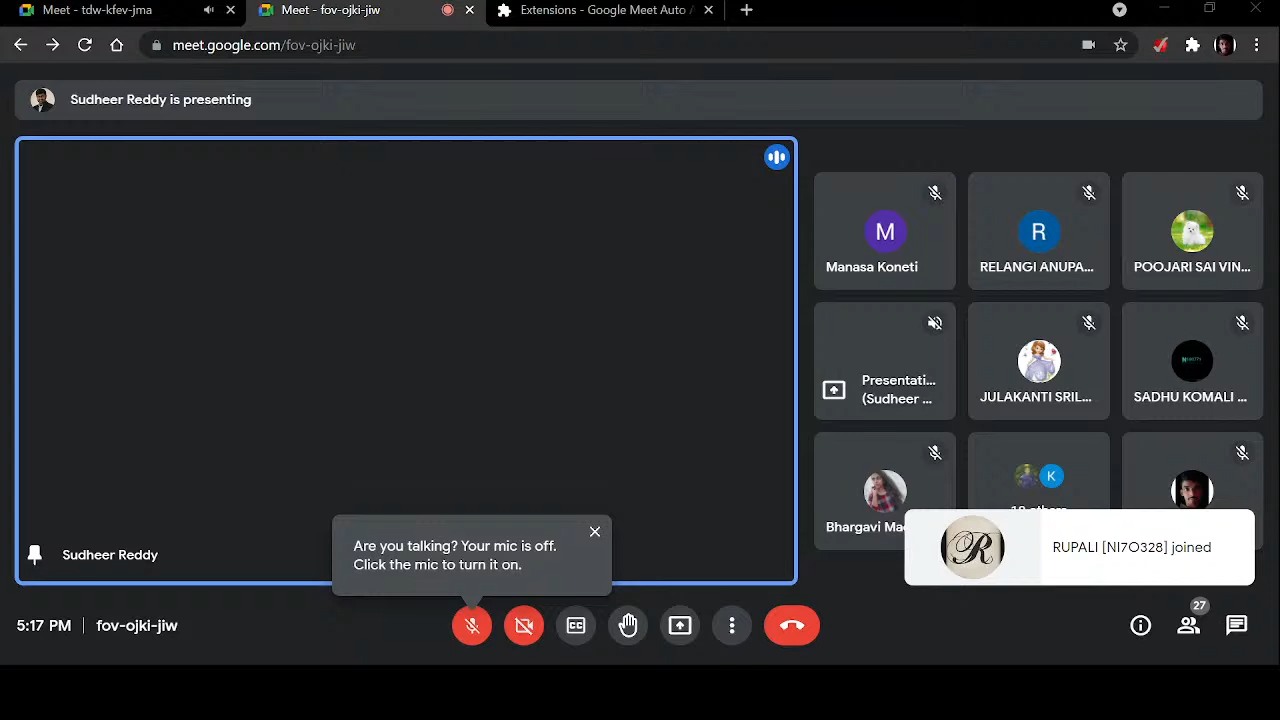 Meet - tdw-kfev-jma
Meet - fov-ojki-jiw
Extensions - Google Meet Auto
meet.google.com/fov-ojki-jiw
Sudheer Reddy is presenting
M
Manasa Koneti
R
RELANGI ANUPA...
POOJARI SAI VIN...
Presentati...
(Sudheer ...
JULAKANTI SRIL...
SADHU KOMALI ...
Bhargavi
K
others
RUPALI [NI7O328] joined
Sudheer Reddy
Are you talking? Your mic is off.
Click the mic to turn it on.
5:17 PM | fov-ojki-jiw
CC
27